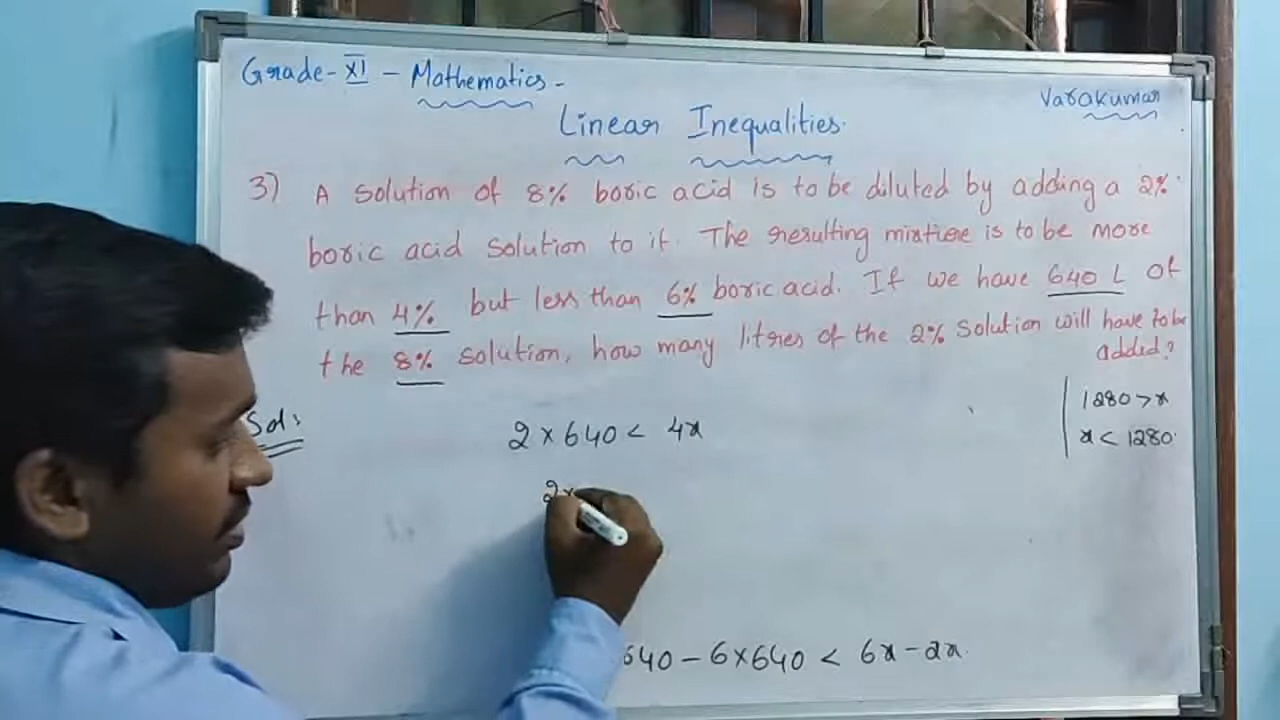 Grade-XI - Mathematics-
Varakumar
Linear Inequalities.
3) A solution of 8% boric acid is to be diluted by adding a 2%
boric acid solution to it. The resulting mixture is to be more
than 4% but less than 6% boric acid. If we have 640 L of
the 8% solution, how many litres of the 2% solution will have to be
added?
Sol:
1280 > x
x < 1280.
2 × 640 < 4x
2×
640 - 6×640 < 6x - 2x.